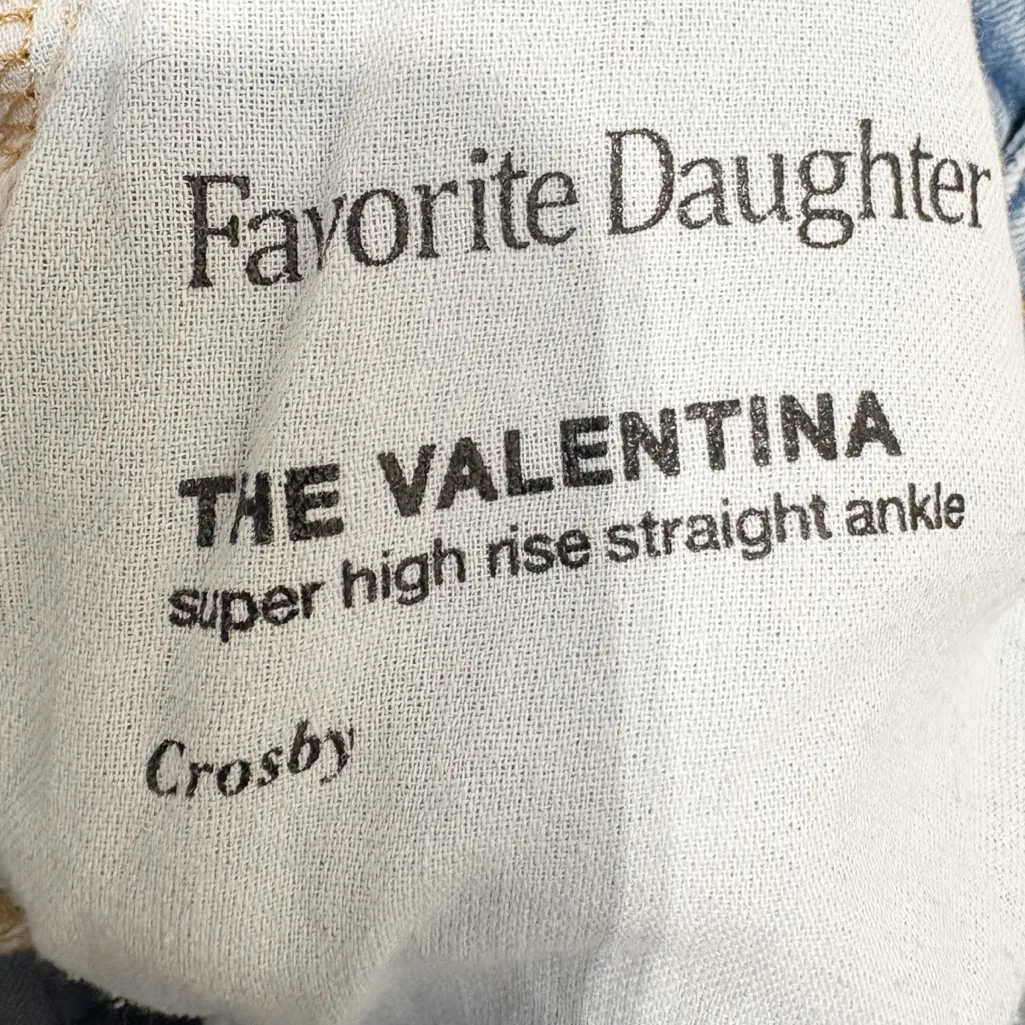 Favorite Daughter
THE VALENTINA
super high rise straight ankle
Crosby